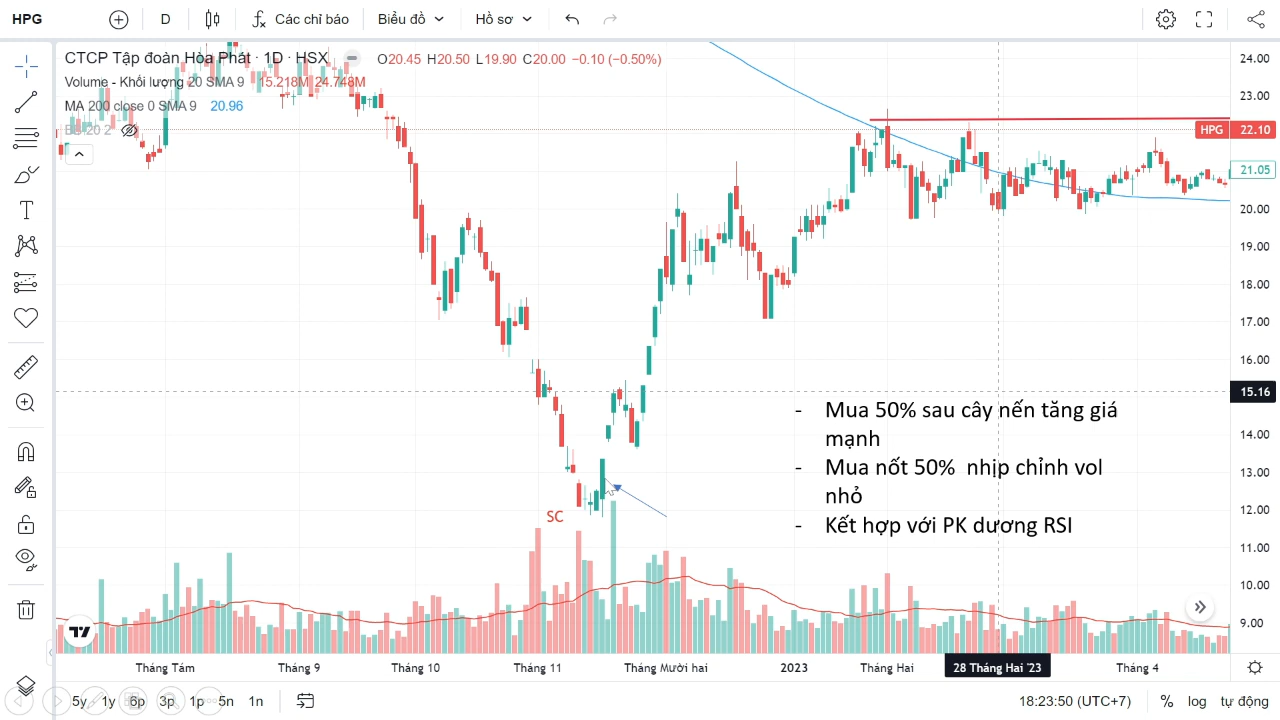 HPG
D
Các chỉ báo
Biểu đồ
Hồ sơ
CTCP Tập đoàn Hòa Phát · 1D · HSX
O20.45 H20.50 L19.90 C20.00 −0.10 (−0.50%)
Volume - Khối lượng 20 SMA 9 15.218M 24.748M
MA 200 close 0 SMA 9 20.96
BB 20 2
24.00
23.00
HPG 22.10
21.05
20.00
19.00
18.00
17.00
16.00
15.16
14.00
13.00
12.00
11.00
10.00
9.00
- Mua 50% sau cây nến tăng giá
mạnh
- Mua nốt 50% nhịp chỉnh vol
nhỏ
- Kết hợp với PK dương RSI
SC
Tháng Tám
Tháng 9
Tháng 10
Tháng 11
Tháng Mười hai
2023
Tháng Hai
28 Tháng Hai '23
Tháng 4
5y 1y 6p 3p 1p 5n 1n
18:23:50 (UTC+7)
% log tự động